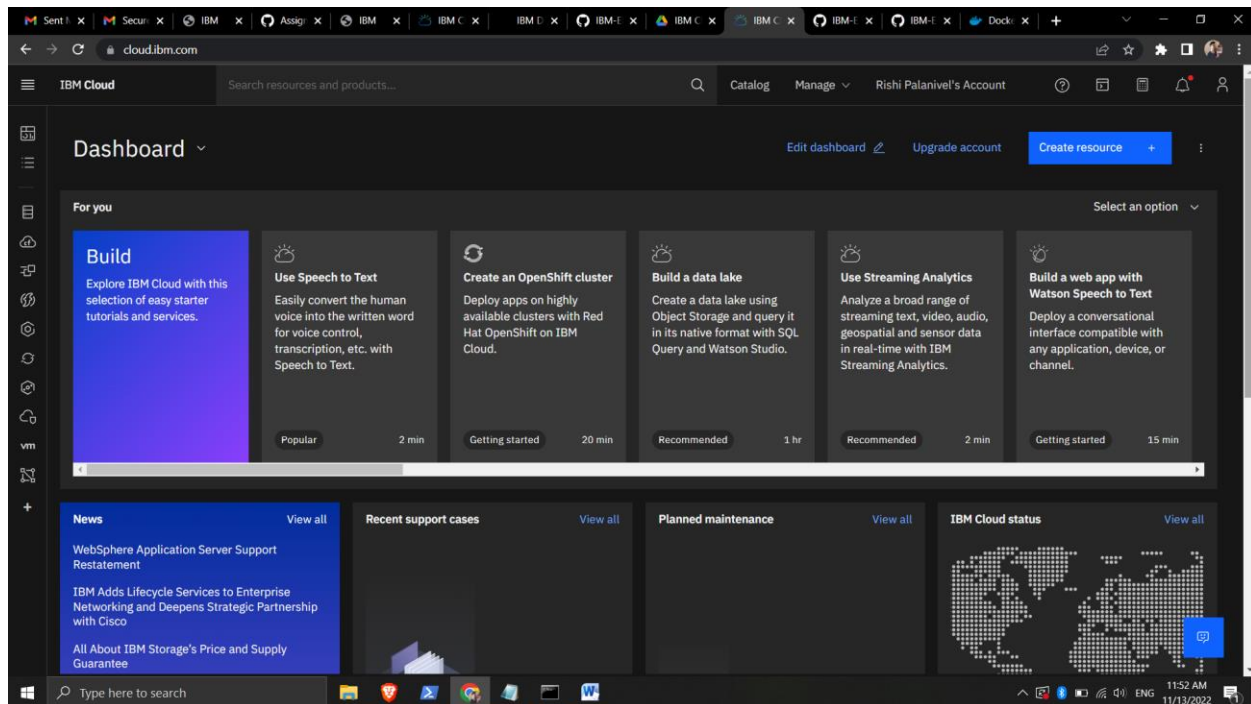 Sent M
Secur
IBM
Assign
IBM
IBM C
IBM D
IBM-E
IBM C
IBM C
IBM-E
IBM-E
Docke
cloud.ibm.com
IBM Cloud
Search resources and products...
Catalog
Manage
Rishi Palanivel's Account
Dashboard
Edit dashboard
Upgrade account
Create resource +
For you
Select an option
Build
Explore IBM Cloud with this
selection of easy starter
tutorials and services.
Use Speech to Text
Easily convert the human
voice into the written word
for voice control,
transcription, etc. with
Speech to Text.
Popular
2 min
Create an OpenShift cluster
Deploy apps on highly
available clusters with Red
Hat OpenShift on IBM
Cloud.
Getting started
20 min
Build a data lake
Create a data lake using
Object Storage and query it
in its native format with SQL
Query and Watson Studio.
Recommended
1 hr
Use Streaming Analytics
Analyze a broad range of
streaming text, video, audio,
geospatial and sensor data
in real-time with IBM
Streaming Analytics.
Recommended
2 min
Build a web app with
Watson Speech to Text
Deploy a conversational
interface compatible with
any application, device, or
channel.
Getting started
15 min
vm
News
View all
WebSphere Application Server Support
Restatement
IBM Adds Lifecycle Services to Enterprise
Networking and Deepens Strategic Partnership
with Cisco
All About IBM Storage's Price and Supply
Guarantee
Recent support cases
View all
Planned maintenance
View all
IBM Cloud status
View all
Type here to search
ENG
11:52 AM
11/13/2022